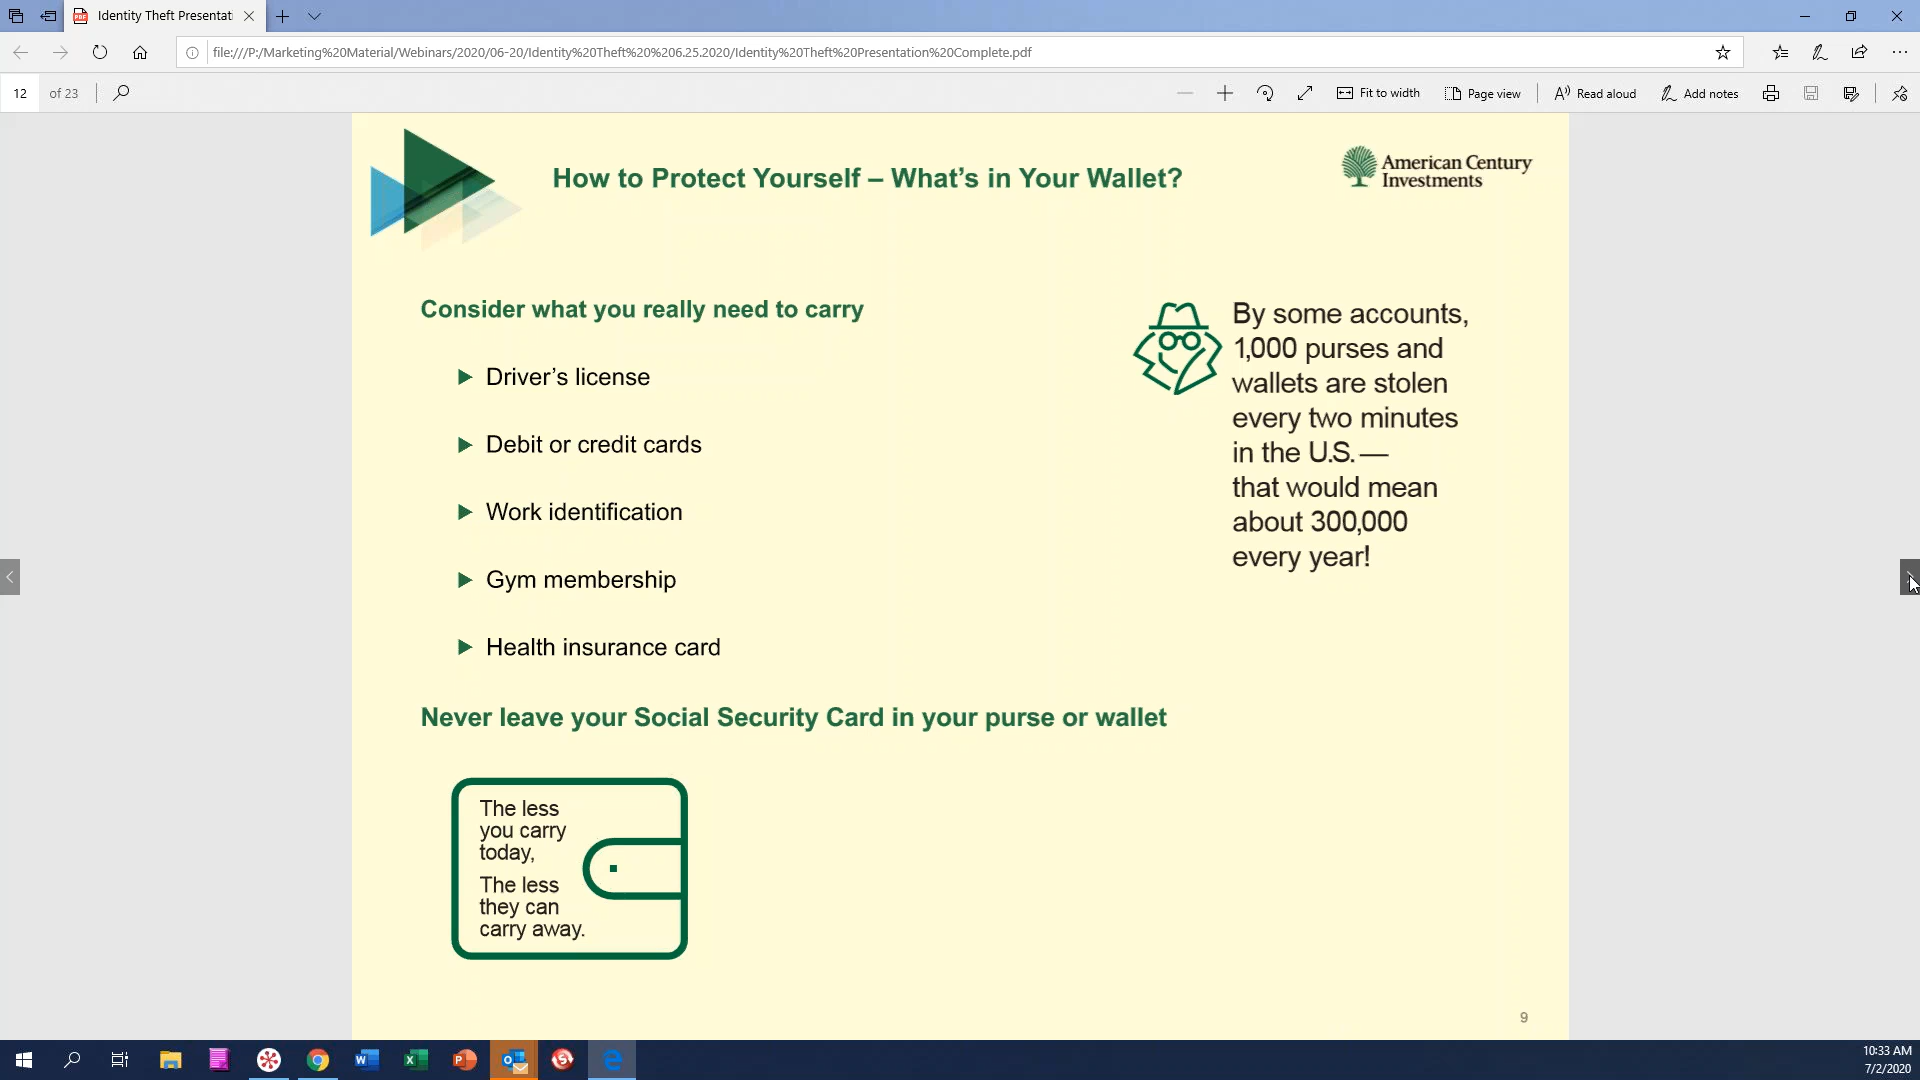 Identity Theft Presentati
file:///P:/Marketing%20Material/Webinars/2020/06-20/Identity%20Theft%20%206.25.2020/Identity%20Theft%20Presentation%20Complete.pdf
12 of 23
Fit to width
Page view
Read aloud
Add notes
How to Protect Yourself – What’s in Your Wallet?
American Century
Investments
Consider what you really need to carry
Driver’s license
Debit or credit cards
Work identification
Gym membership
Health insurance card
By some accounts,
1,000 purses and
wallets are stolen
every two minutes
in the U.S.—
that would mean
about 300,000
every year!
Never leave your Social Security Card in your purse or wallet
The less
you carry
today,
The less
they can
carry away.
9
10:33 AM
7/2/2020